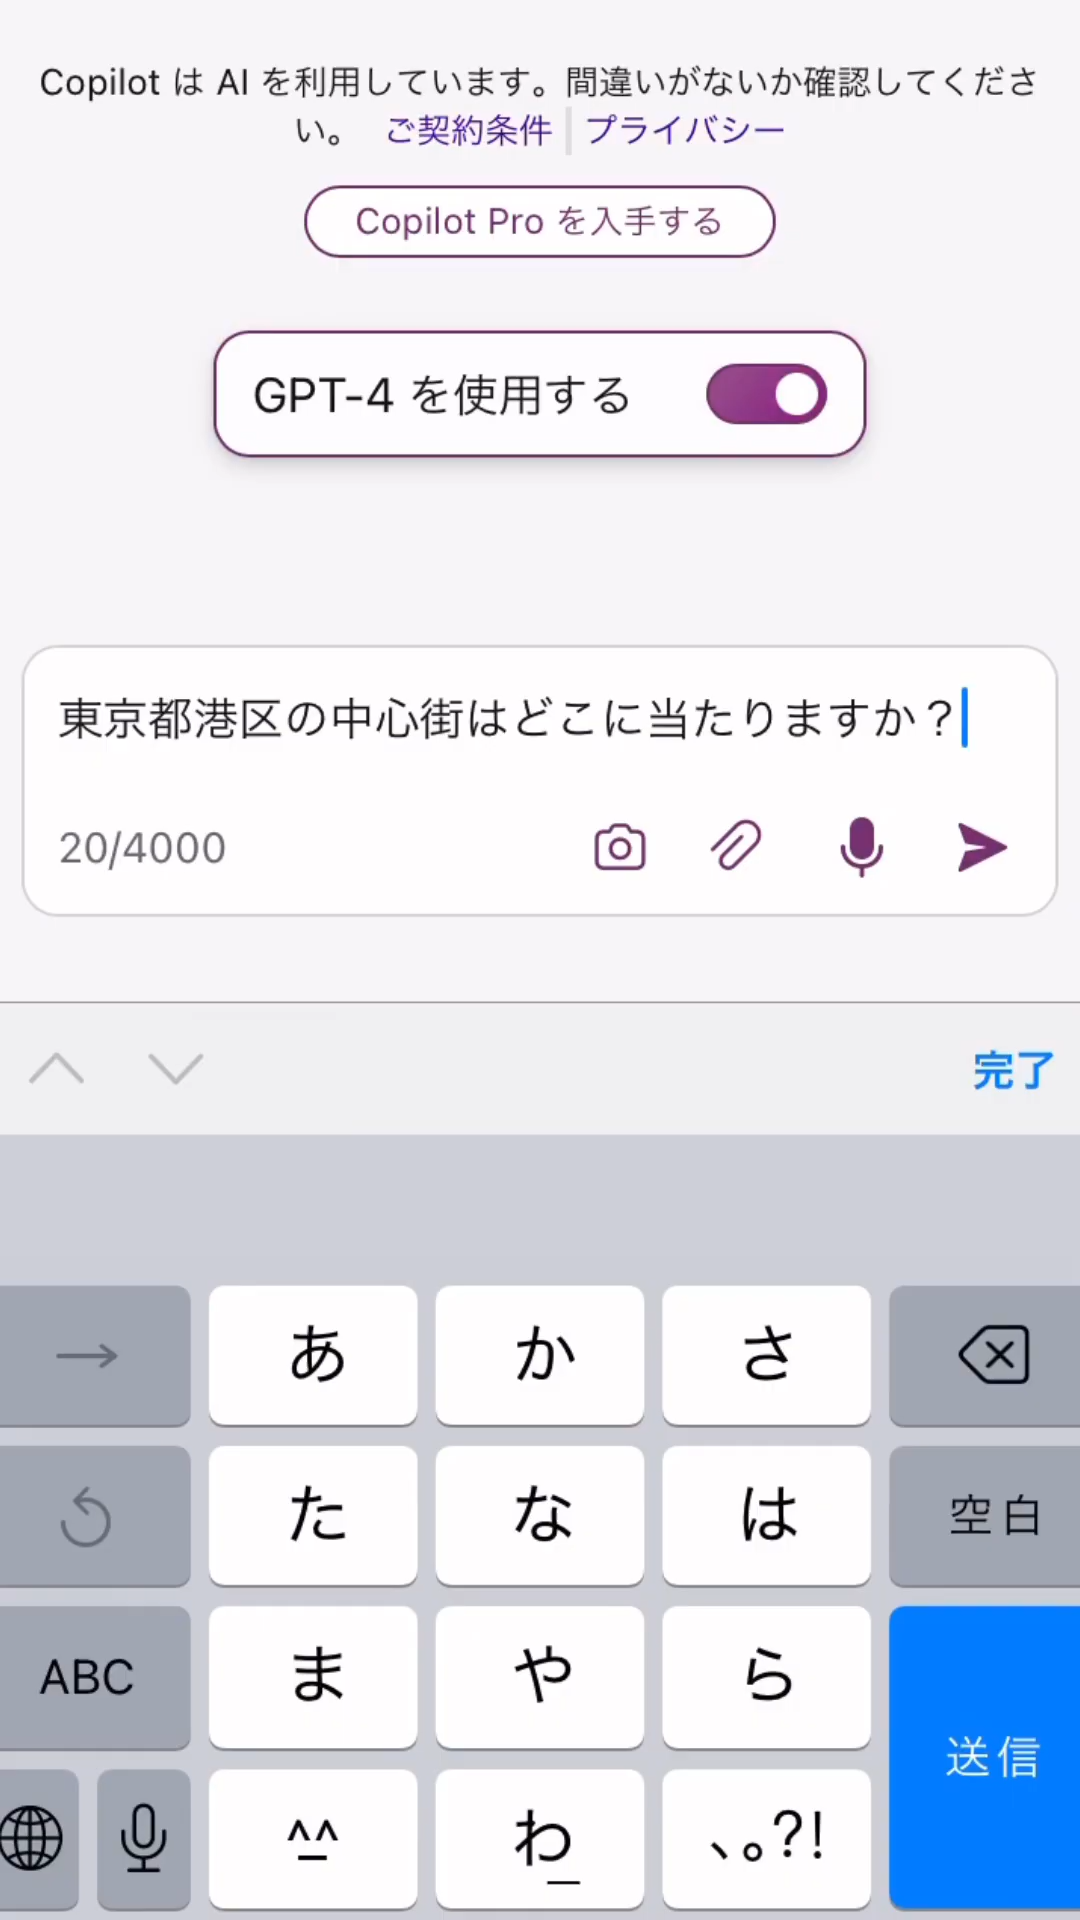 Copilot は AI を利用しています。間違いがないか確認してくださ
い。 ご契約条件 プライバシー
Copilot Pro を入手する
GPT-4 を使用する
東京都港区の中心街はどこに当たりますか？
20/4000
完了
→ あ か さ
た な は 空白
ABC ま や ら
送信
^_^ わ_ 、。?!